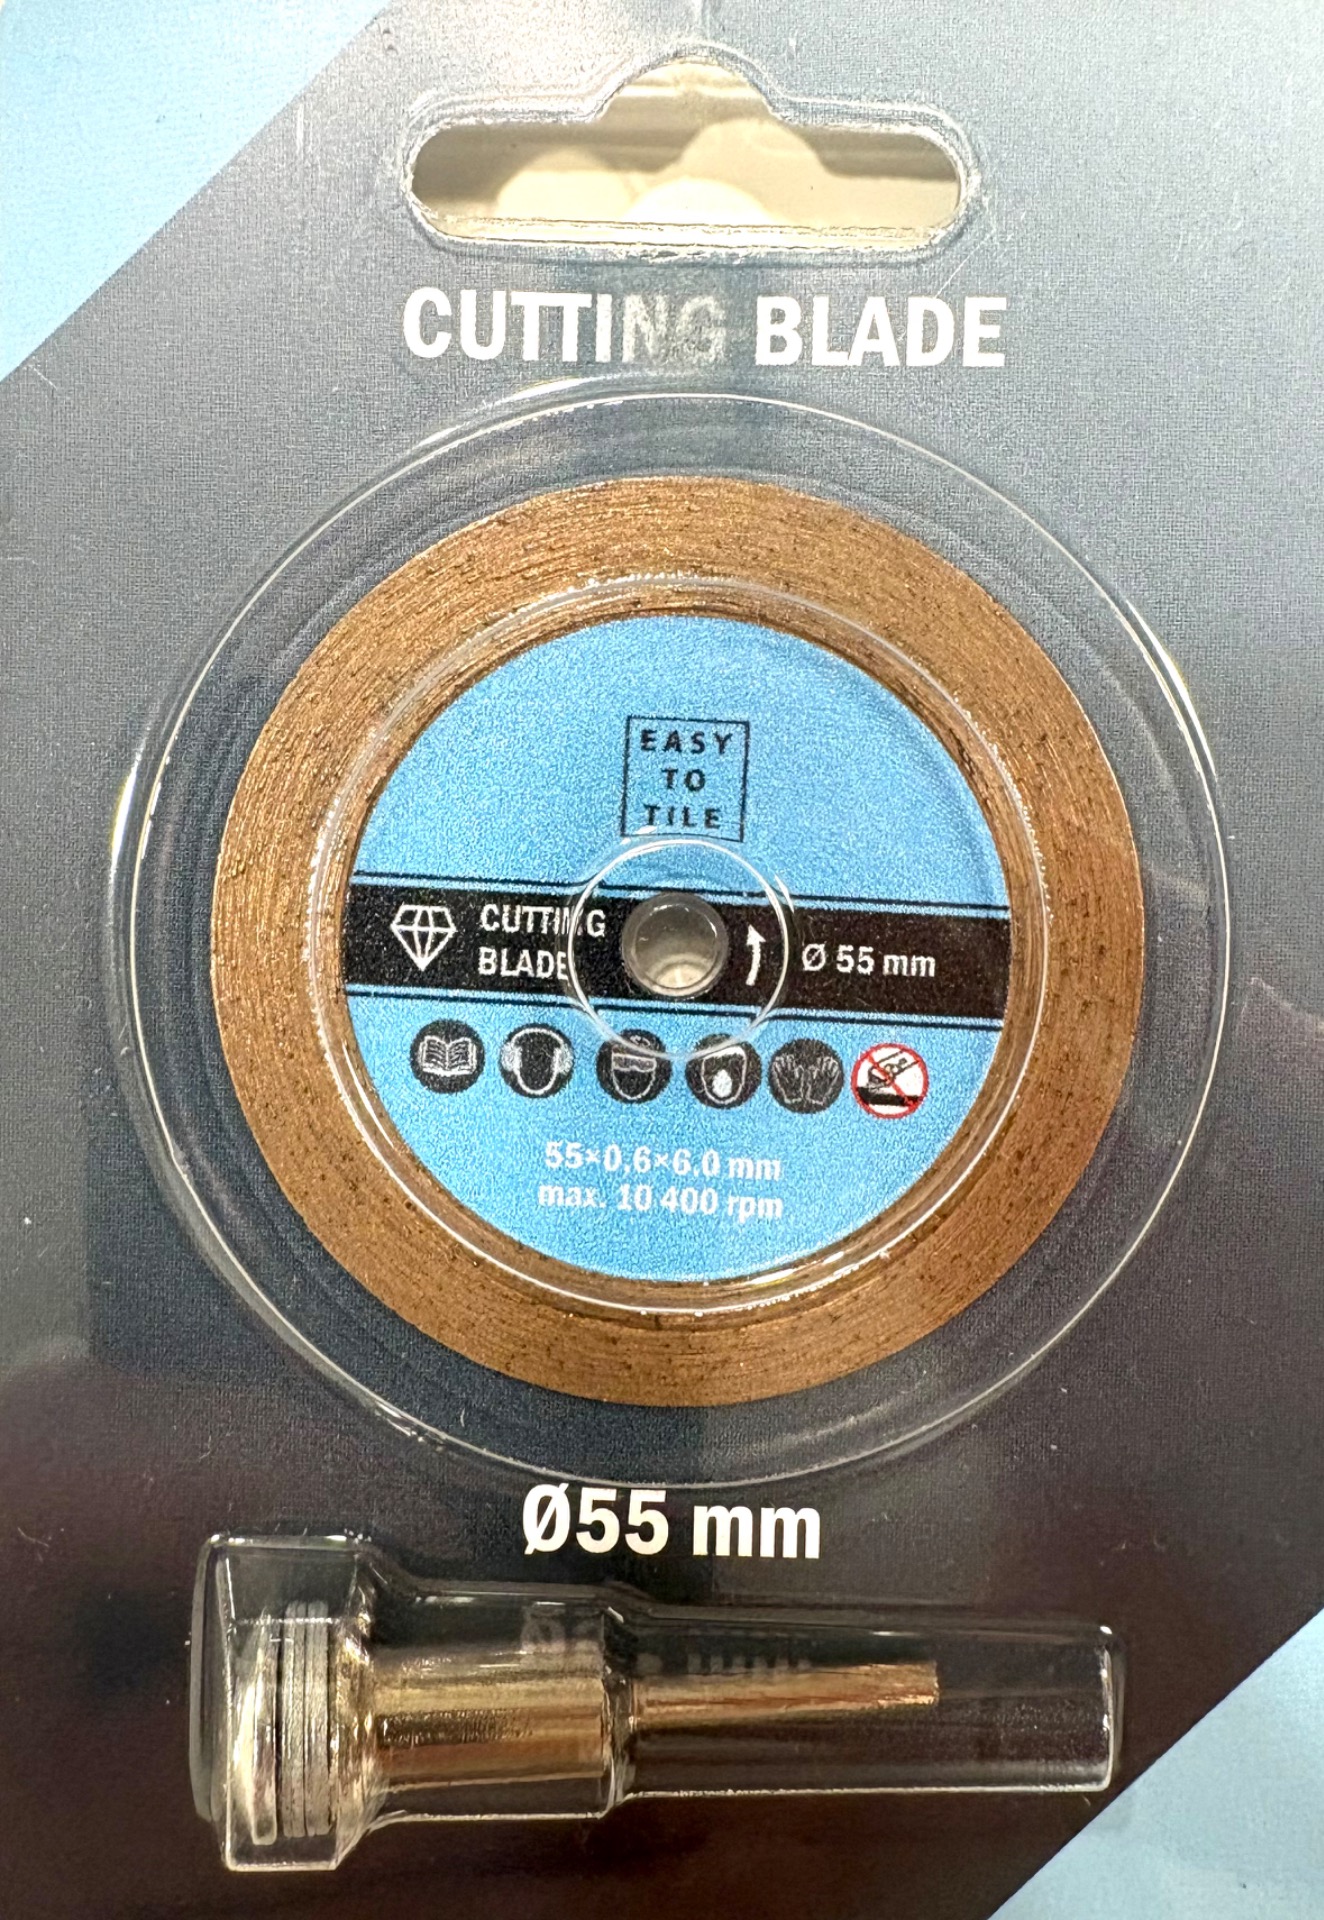 CUTTING BLADE
EASY
TO
TILE
CUTTING
BLADE
Ø 55 mm
55×0,6×6,0 mm
max. 10 400 rpm
Ø55 mm